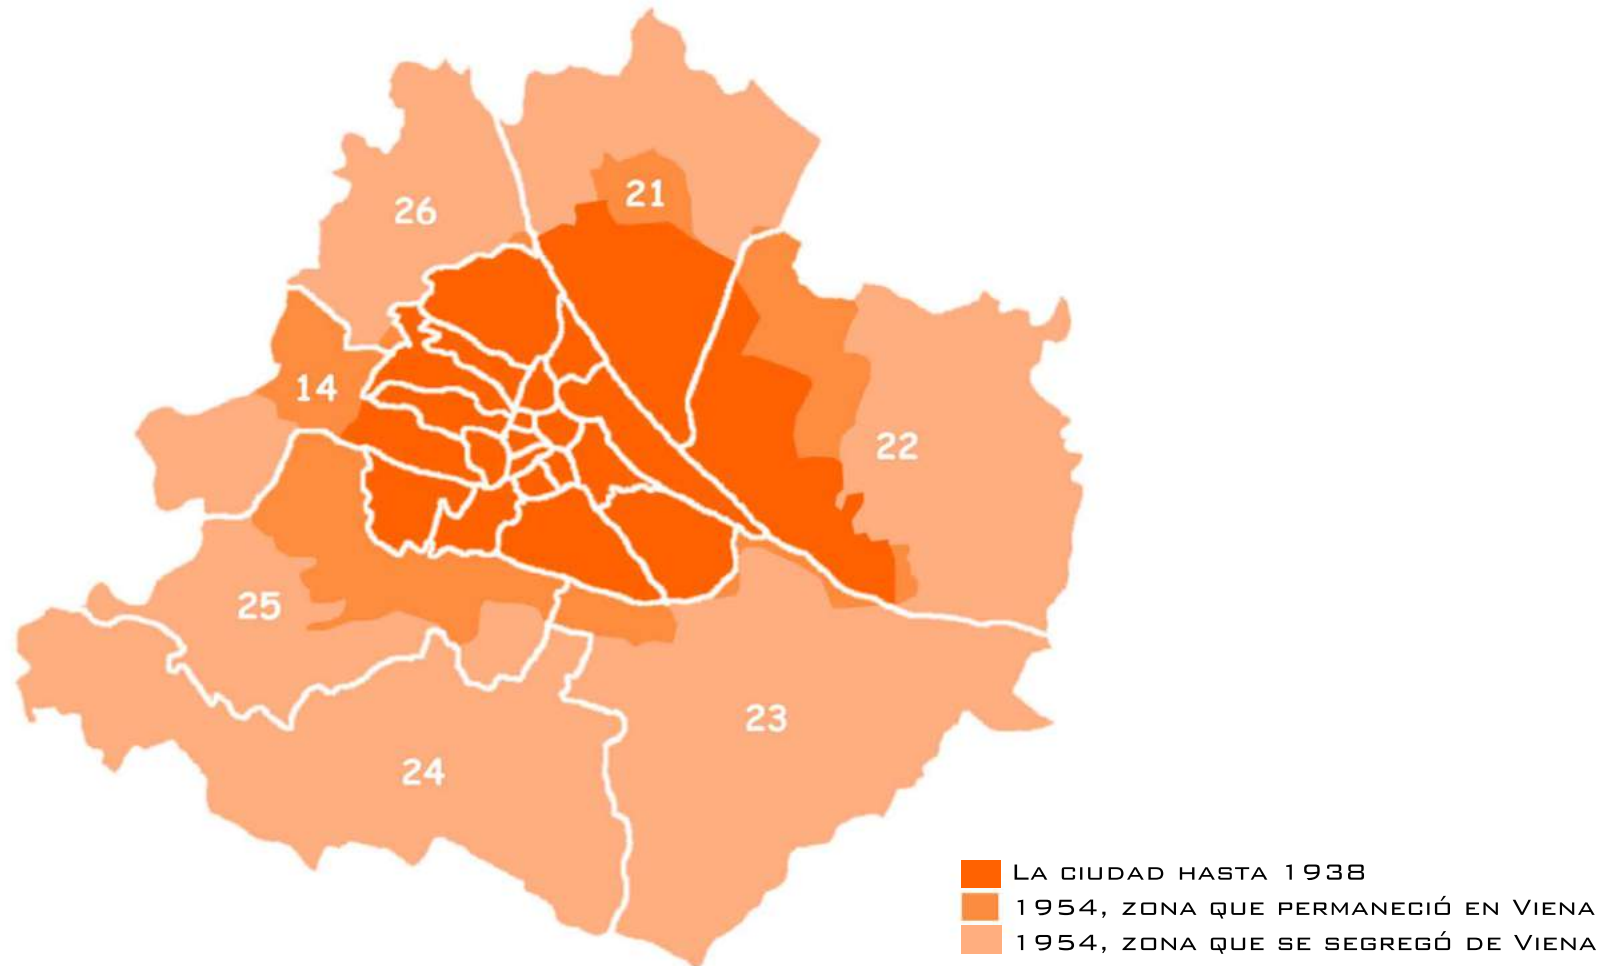 21
26
14
22
25
23
24
La ciudad hasta 1938
1954, zona que permaneció en Viena
1954, zona que se segregó de Viena